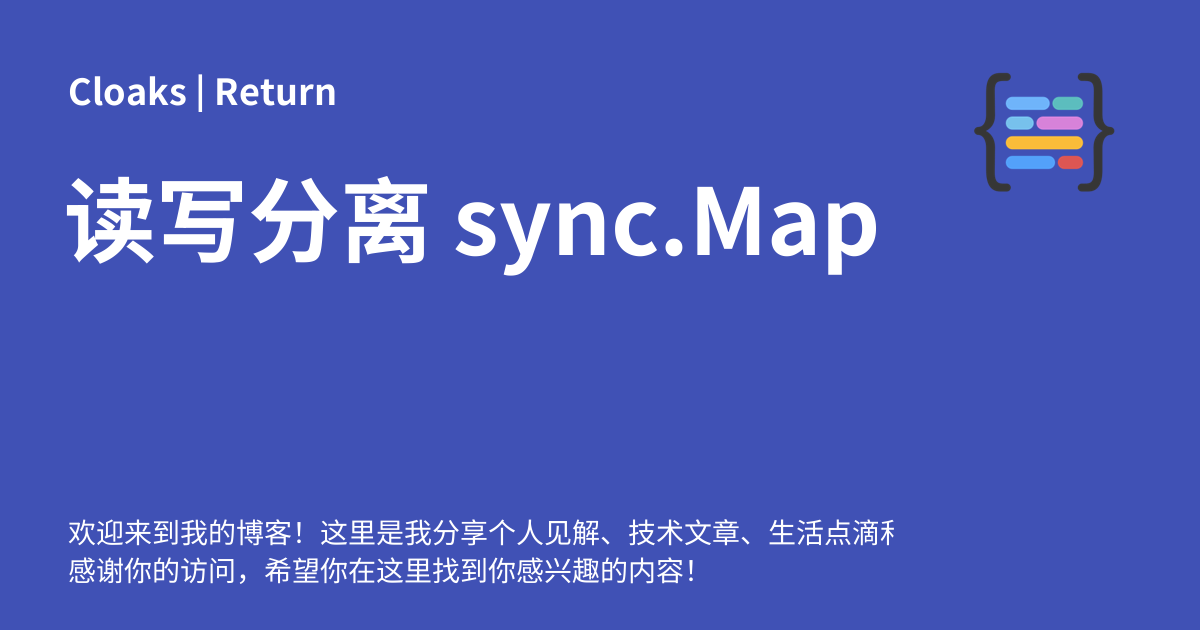 Cloaks | Return
读写分离 sync.Map
欢迎来到我的博客！这里是我分享个人见解、技术文章、生活点滴
感谢你的访问，希望你在这里找到你感兴趣的内容！